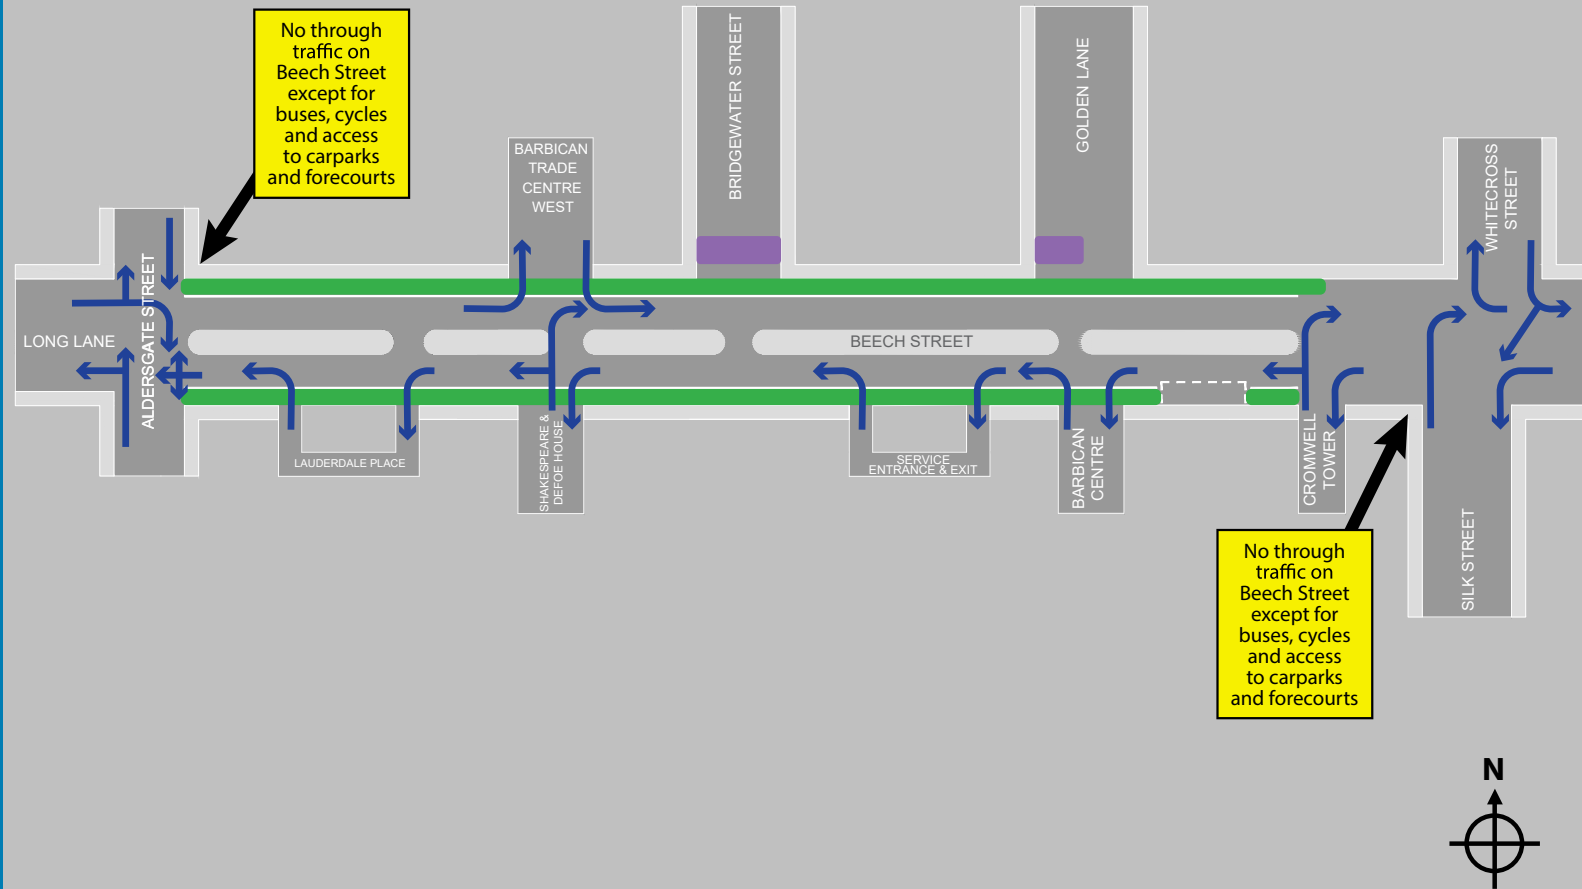 No through
traffic on
Beech Street
except for
buses, cycles
and access
to carparks
and forecourts
BARBICAN
TRADE
CENTRE
WEST
BRIDGEWATER STREET
GOLDEN LANE
WHITECROSS
STREET
ALDERSGATE STREET
LONG LANE
BEECH STREET
LAUDERDALE PLACE
SHAKESPEARE &
DEFOE HOUSE
SERVICE
ENTRANCE & EXIT
BARBICAN
CENTRE
CROMWELL
TOWER
SILK STREET
No through
traffic on
Beech Street
except for
buses, cycles
and access
to carparks
and forecourts
N